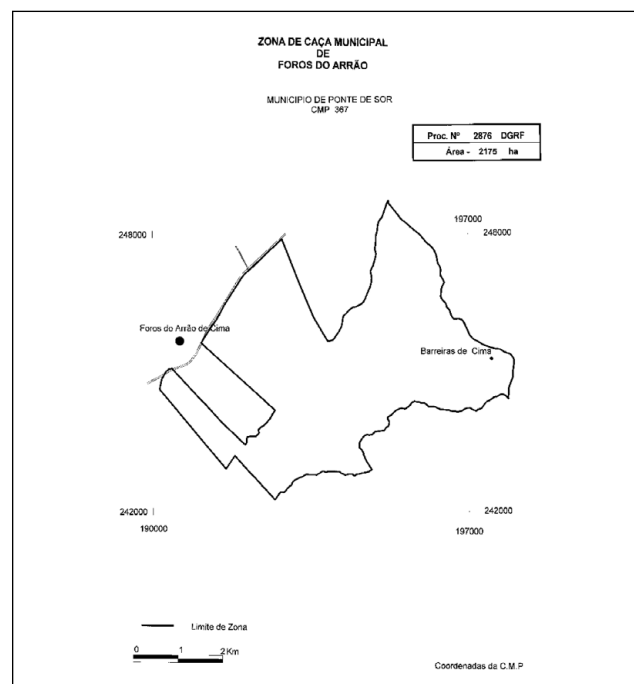 ZONA DE CAÇA MUNICIPAL
DE
FOROS DO ARRÃO
MUNICIPIO DE PONTE DE SOR
CMP 367
Proc. Nº 2876 DGRF
Área - 2175 ha
197000
248000
248000
Foros do Arrão de Cima
Barreiras de Cima
242000
242000
190000
197000
Limite de Zona
0 1 2 Km
Coordenadas da C.M.P